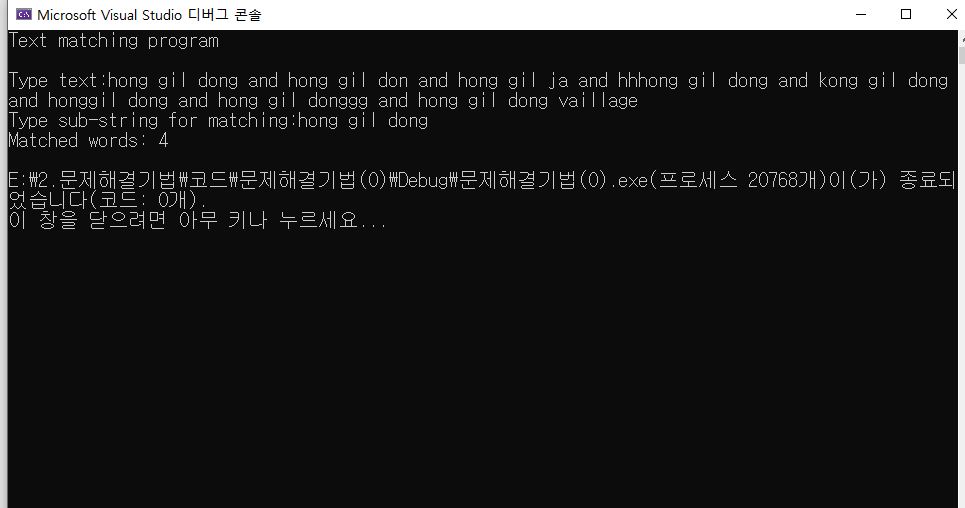 Microsoft Visual Studio 디버그 콘솔
Text matching program
Type text:hong gil dong and hong gil don and hong gil ja and hhhong gil dong and kong gil dong
and honggil dong and hong gil donggg and hong gil dong vaillage
Type sub-string for matching:hong gil dong
Matched words: 4
E:\2.문제해결기법\코드\문제해결기법(0)\Debug\문제해결기법(0).exe(프로세스 20768개)이(가) 종료되
었습니다(코드: 0개).
이 창을 닫으려면 아무 키나 누르세요...